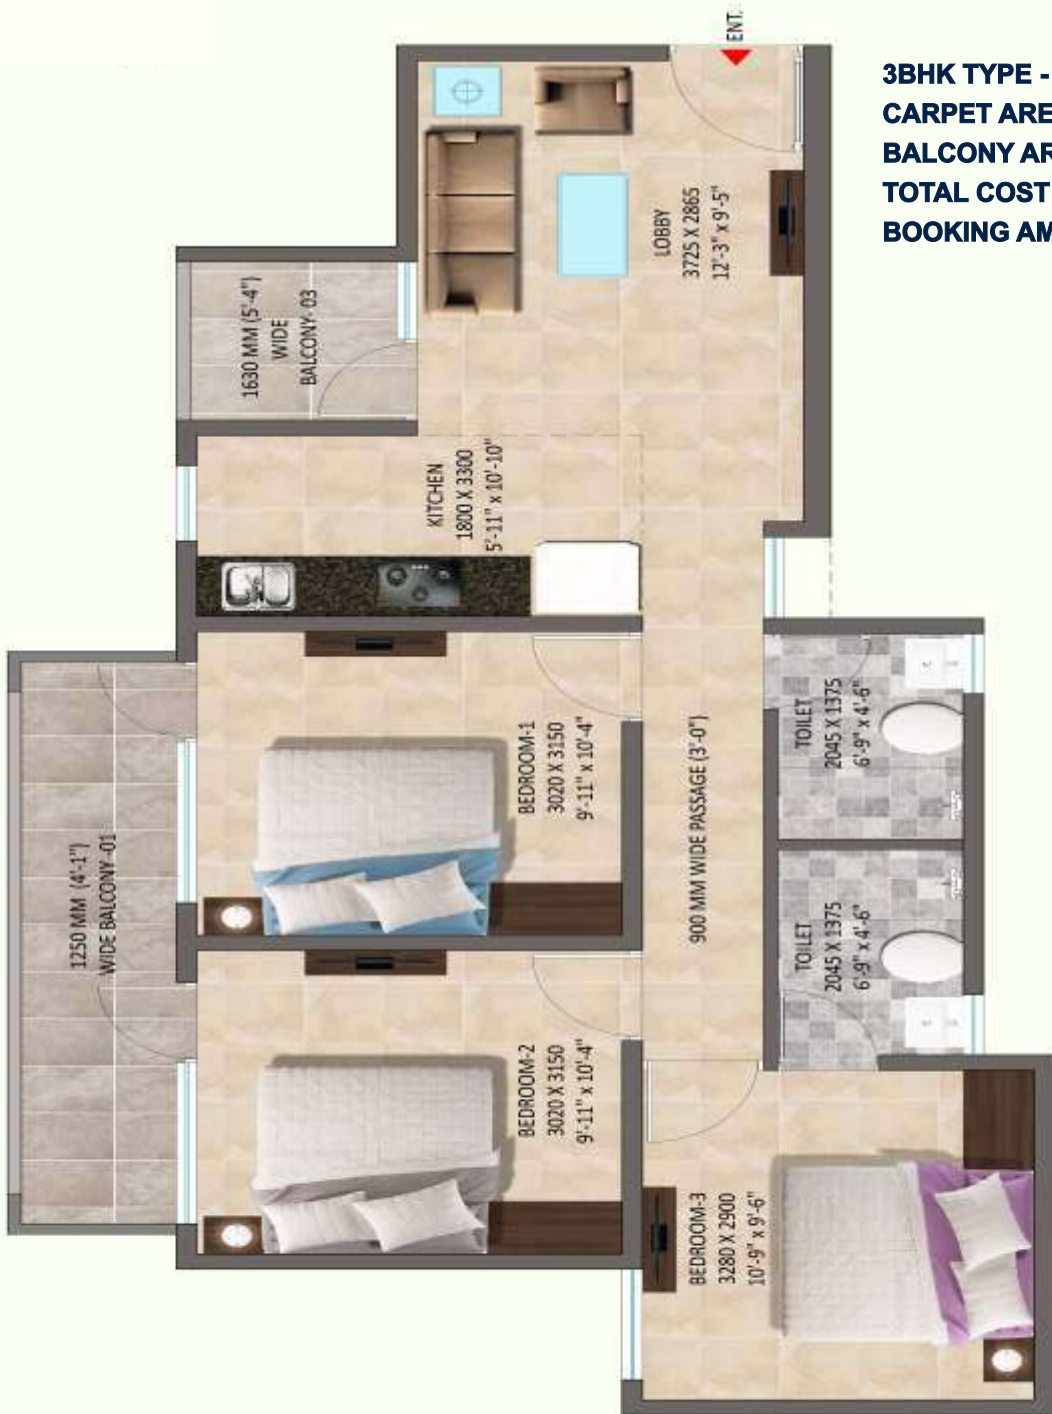 ENT.
3BHK TYPE -
CARPET ARE
BALCONY AR
TOTAL COST
BOOKING AM
LOBBY
3725 X 2865
12'-3" x 9'-5"
1630 MM (5'-4")
WIDE
BALCONY- 03
KITCHEN
1800 X 3300
5'-11" x 10'-10"
BEDROOM-1
3020 X 3150
9'-11" x 10'-4"
1250 MM (4'-1")
WIDE BALCONY -01
900 MM WIDE PASSAGE (3'-0")
TOILET
2045 X 1375
6'-9" x 4'-6"
TOILET
2045 X 1375
6'-9" x 4'-6"
BEDROOM-2
3020 X 3150
9'-11" x 10'-4"
BEDROOM-3
3280 X 2900
10'-9" x 9'-6"